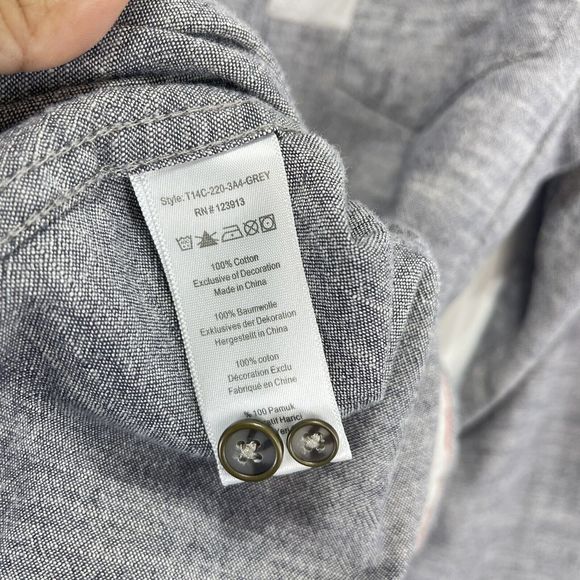 Style: T14C-220-3A4-GREY
RN # 123913
100% Cotton
Exclusive of Decoration
Made in China
100% Baumwolle
Exklusives der Dekoration
Hergestellt in China
100% coton
Décoration Exclu
Fabriqué en Chine
% 100 Pamuk
Harici